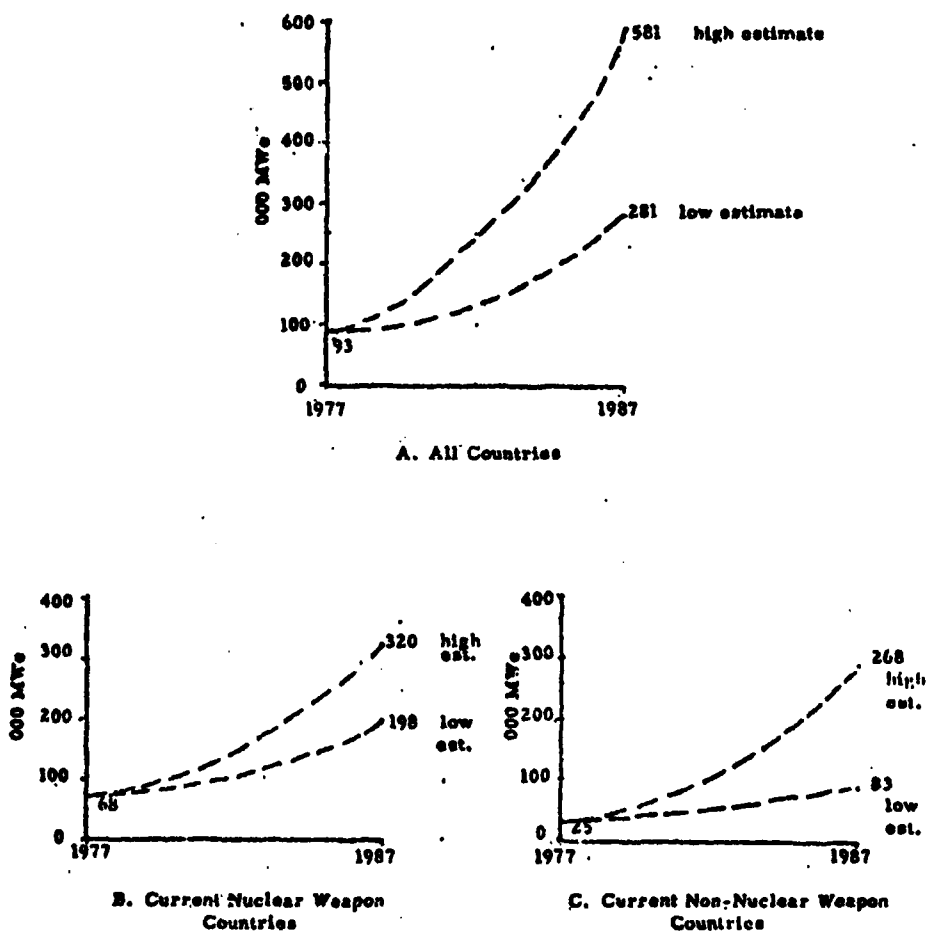 600
581 high estimate
500
400
000 MWe
300
281 low estimate
200
100
93
0
1977 1987
A. All Countries
400
300
320 high est.
000 MWe
200
198 low est.
100
68
0
1977 1987
B. Current Nuclear Weapon
Countries
400
300
268
high
est.
000 MWe
200
100
83
low
est.
25
0
1977 1987
C. Current Non-Nuclear Weapon
Countries